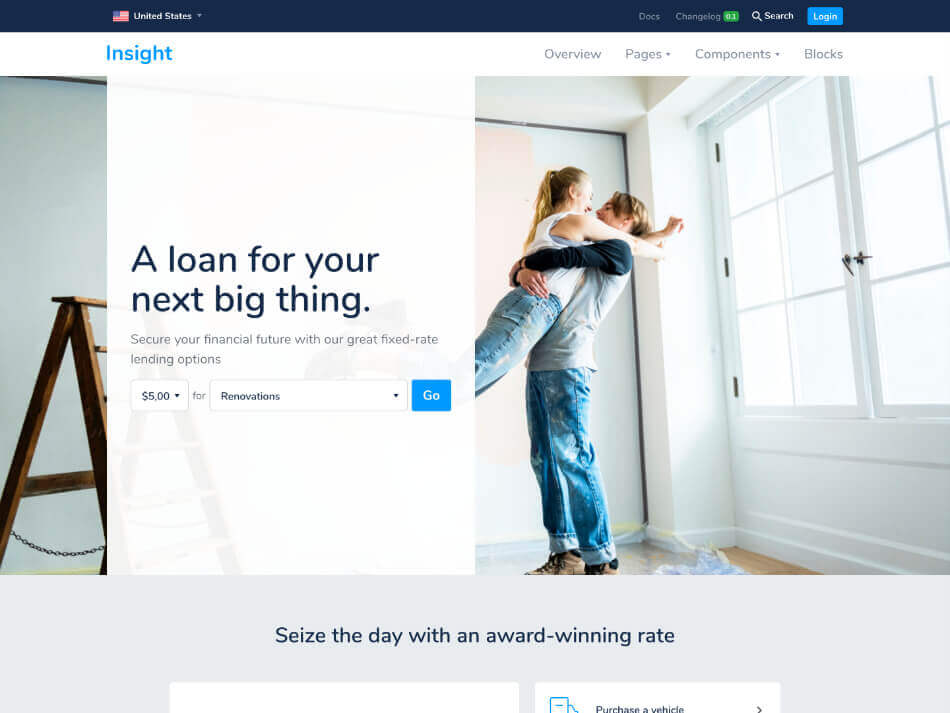 United States
Docs
Changelog 0.1
Search
Login
Insight
Overview
Pages
Components
Blocks
A loan for your
next big thing.
Secure your financial future with our great fixed-rate
lending options
$5,00 for Renovations Go
Seize the day with an award-winning rate
Purchase a vehicle